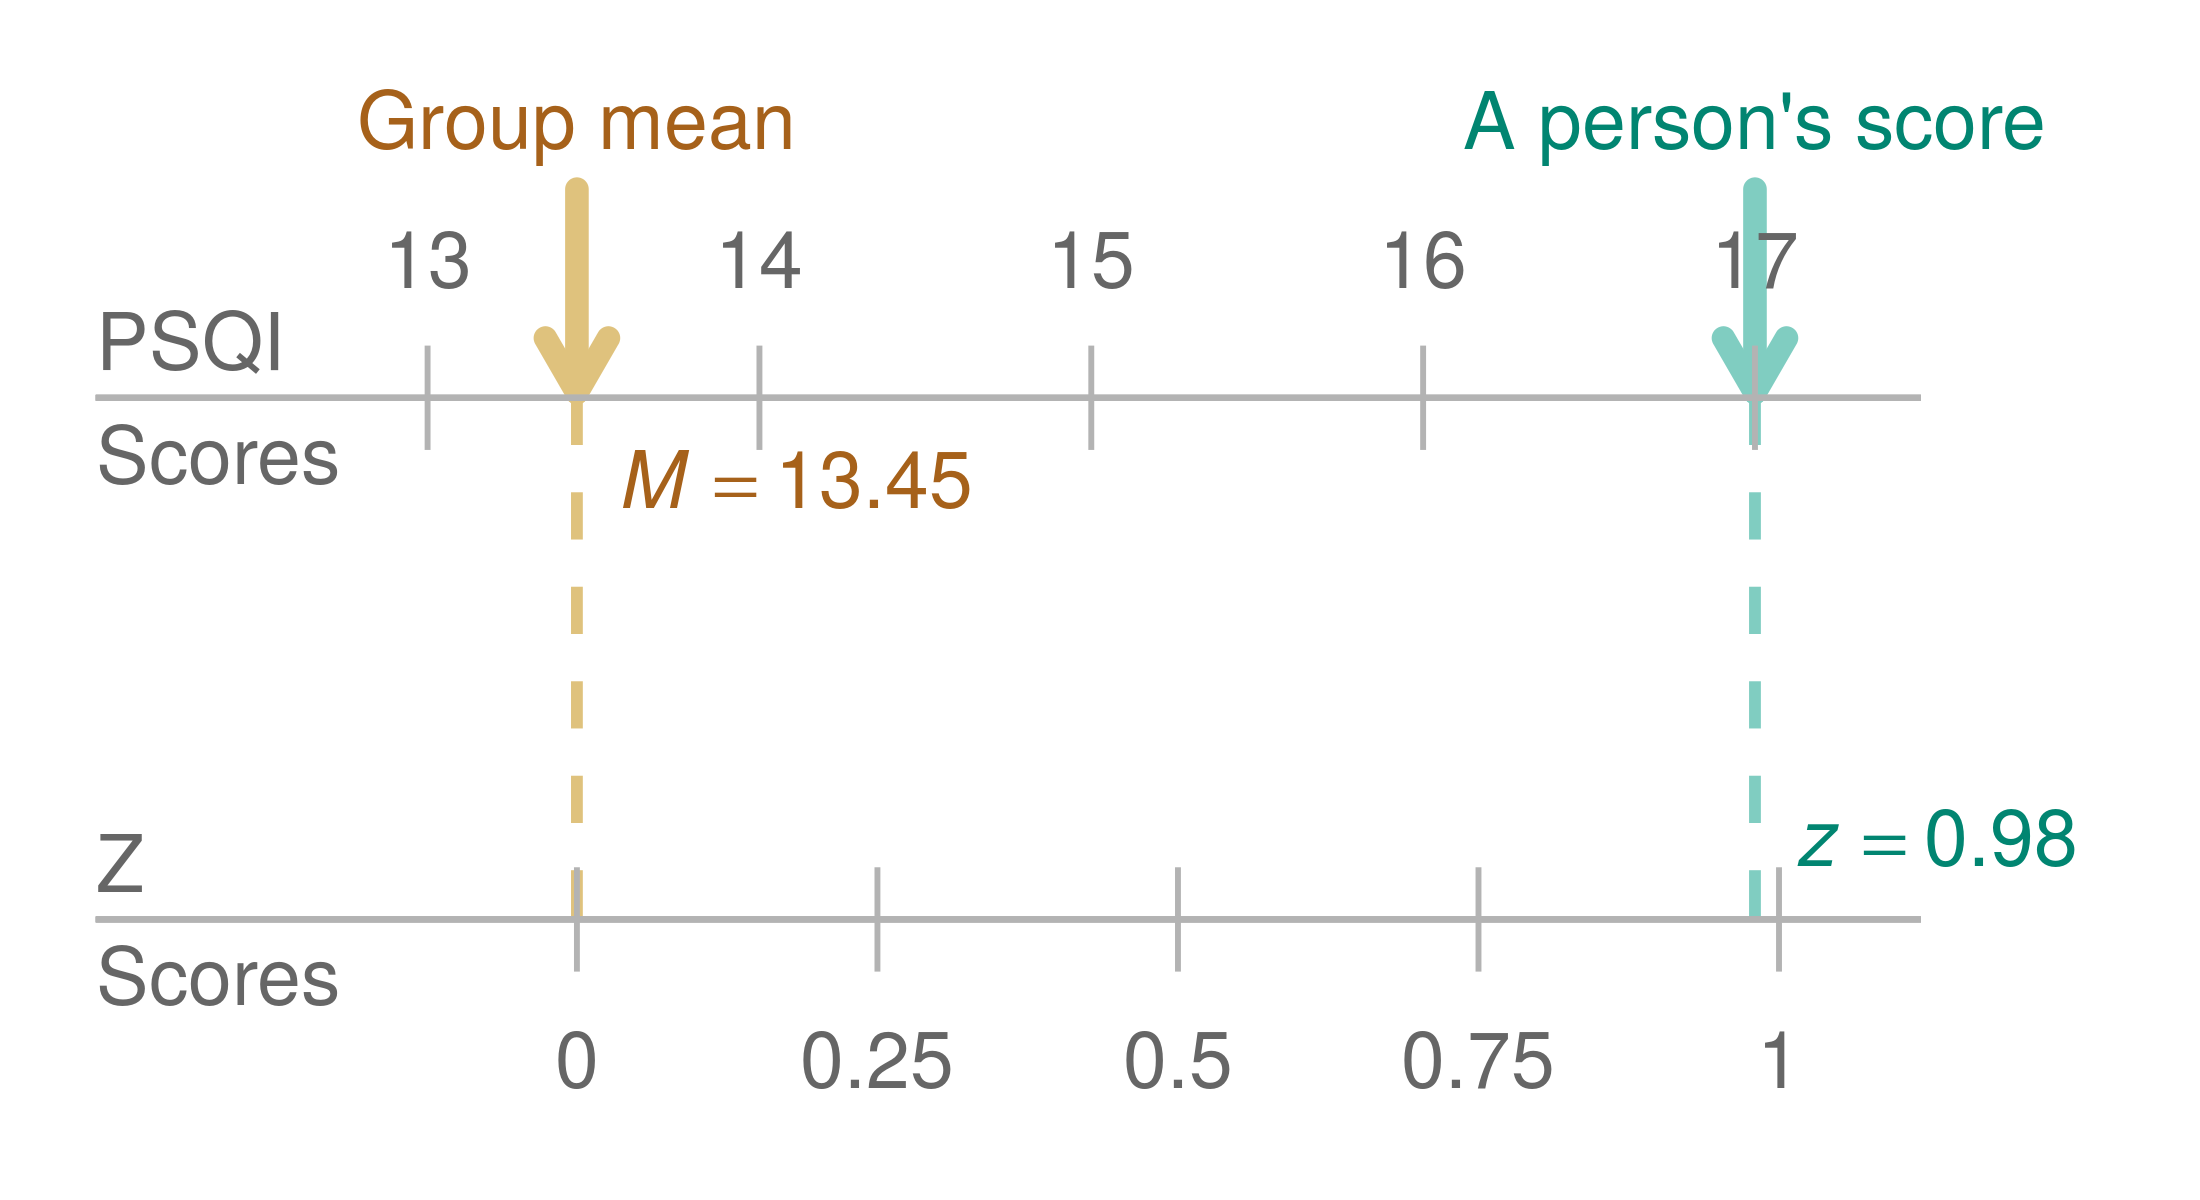 Group mean
A person's score
13 14 15 16 17
PSQI
Scores
M = 13.45
z = 0.98
Z
Scores
0 0.25 0.5 0.75 1